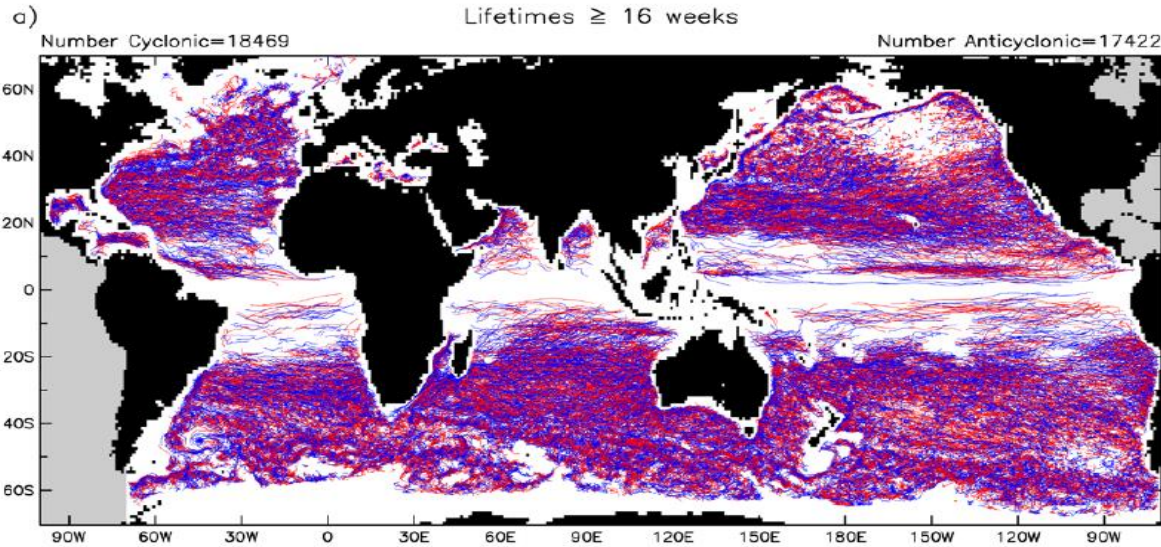 a)
Lifetimes ≥ 16 weeks
Number Cyclonic=18469 Number Anticyclonic=17422
60N
40N
20N
0
20S
40S
60S
90W 60W 30W 0 30E 60E 90E 120E 150E 180E 150W 120W 90W